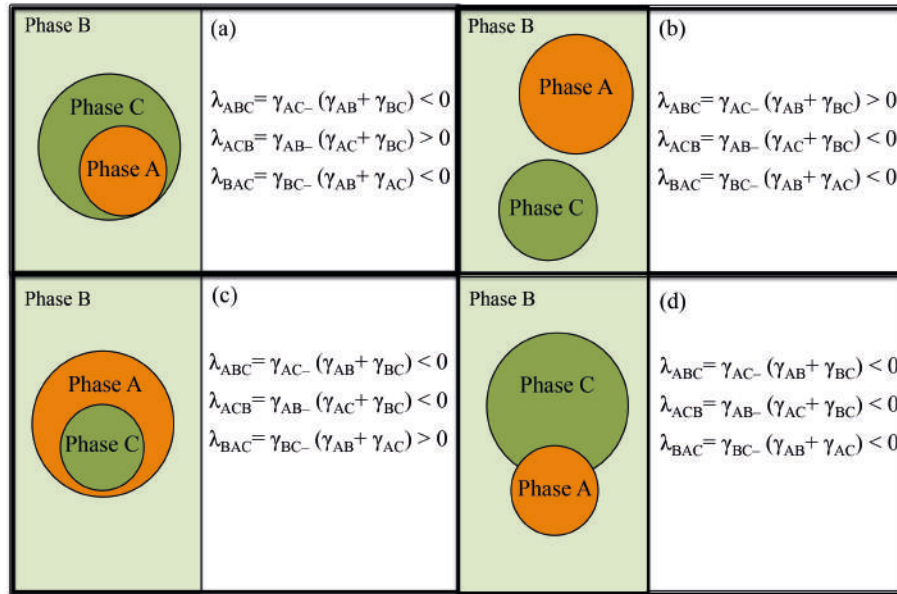 Phase B
(a)
Phase C
Phase A
λABC= γAC– (γAB+ γBC) < 0
λACB= γAB– (γAC+ γBC) > 0
λBAC= γBC– (γAB+ γAC) < 0
Phase B
(b)
Phase A
Phase C
λABC= γAC– (γAB+ γBC) > 0
λACB= γAB– (γAC+ γBC) < 0
λBAC= γBC– (γAB+ γAC) < 0
Phase B
(c)
Phase A
Phase C
λABC= γAC– (γAB+ γBC) < 0
λACB= γAB– (γAC+ γBC) < 0
λBAC= γBC– (γAB+ γAC) > 0
Phase B
(d)
Phase C
Phase A
λABC= γAC– (γAB+ γBC) < 0
λACB= γAB– (γAC+ γBC) < 0
λBAC= γBC– (γAB+ γAC) < 0